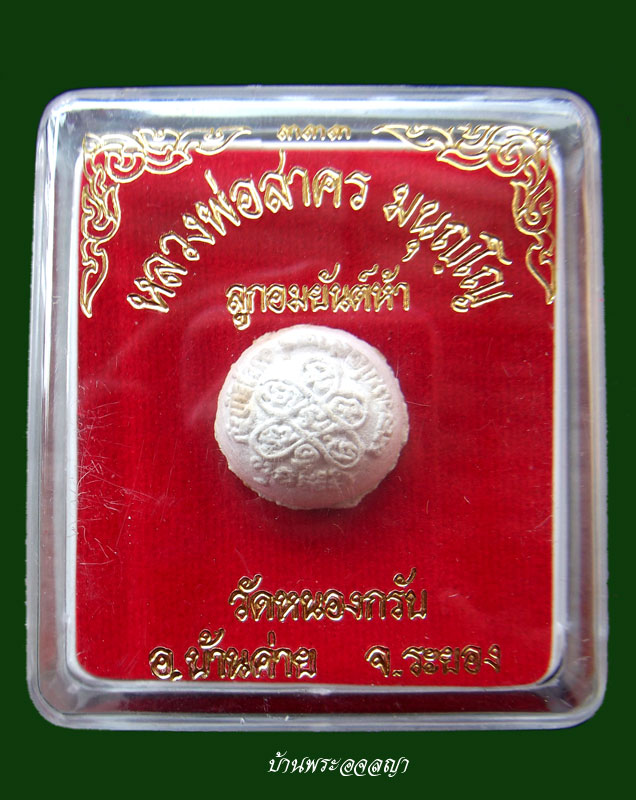 หลวงพ่อสาคร มนุญฺโญ
ลูกอมยันต์ห้า
วัดหนองกรับ
อ.บ้านค่าย จ.ระยอง
บ้านพระอจลญา